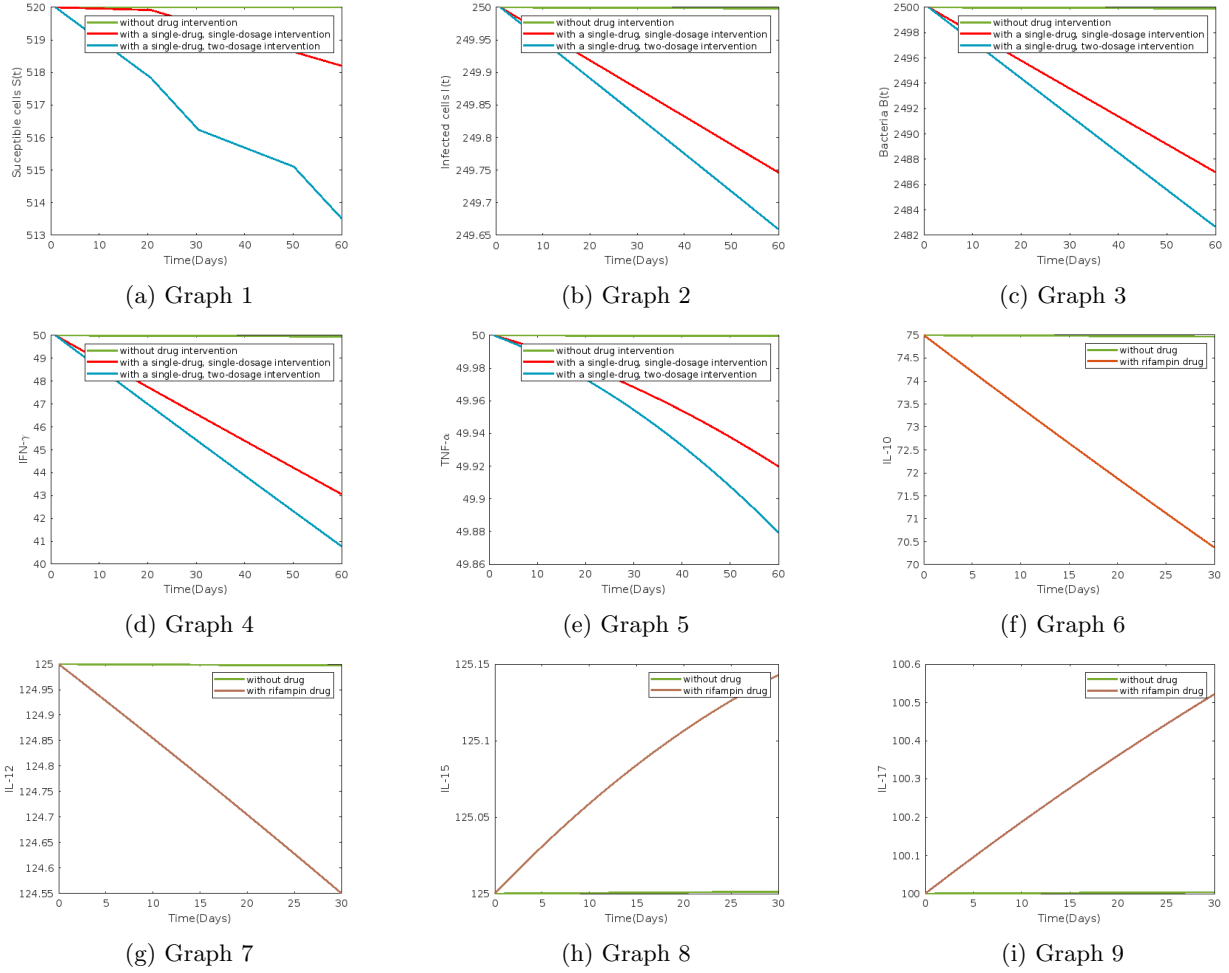 520
519
518
517
516
515
514
513
Suceptible cells S(t)
without drug intervention
with a single-drug, single-dosage intervention
with a single-drug, two-dosage intervention
0 10 20 30 40 50 60
Time(Days)
(a) Graph 1
250
249.95
249.9
249.85
249.8
249.75
249.7
249.65
Infected cells I(t)
without drug intervention
with a single-drug, single-dosage intervention
with a single-drug, two-dosage intervention
0 10 20 30 40 50 60
Time(Days)
(b) Graph 2
2500
2498
2496
2494
2492
2490
2488
2486
2484
2482
Bacteria B(t)
without drug intervention
with a single-drug, single-dosage intervention
with a single-drug, two-dosage intervention
0 10 20 30 40 50 60
Time(Days)
(c) Graph 3
50
49
48
47
46
45
44
43
42
41
40
IFN-γ
without drug intervention
with a single-drug, single-dosage intervention
with a single-drug, two-dosage intervention
0 10 20 30 40 50 60
Time(Days)
(d) Graph 4
50
49.98
49.96
49.94
49.92
49.9
49.88
49.86
TNF-α
without drug intervention
with a single-drug, single-dosage intervention
with a single-drug, two-dosage intervention
0 10 20 30 40 50 60
Time(Days)
(e) Graph 5
75
74.5
74
73.5
73
72.5
72
71.5
71
70.5
70
IL-10
without drug
with rifampin drug
0 5 10 15 20 25 30
Time(Days)
(f) Graph 6
125
124.95
124.9
124.85
124.8
124.75
124.7
124.65
124.6
124.55
IL-12
without drug
with rifampin drug
0 5 10 15 20 25 30
Time(Days)
(g) Graph 7
125.15
125.1
125.05
125
IL-15
without drug
with rifampin drug
0 5 10 15 20 25 30
Time(Days)
(h) Graph 8
100.6
100.5
100.4
100.3
100.2
100.1
100
IL-17
without drug
with rifampin drug
0 5 10 15 20 25 30
Time(Days)
(i) Graph 9